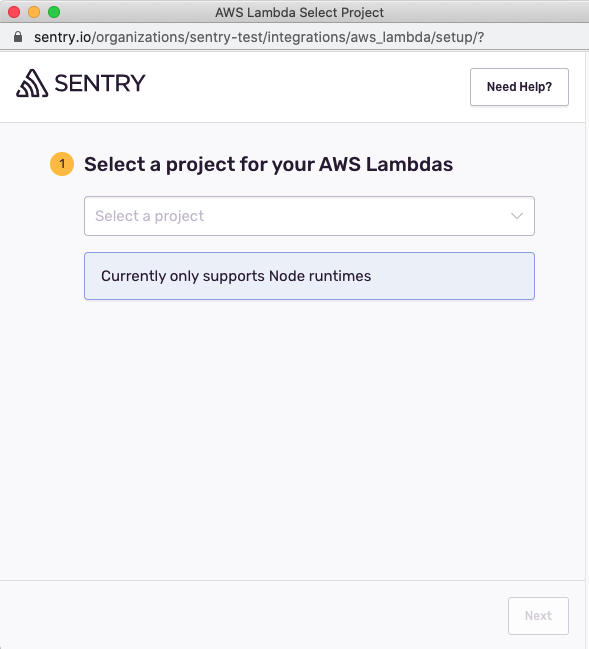 AWS Lambda Select Project
sentry.io/organizations/sentry-test/integrations/aws_lambda/setup/?
SENTRY
Need Help?
1 Select a project for your AWS Lambdas
Select a project
Currently only supports Node runtimes
Next